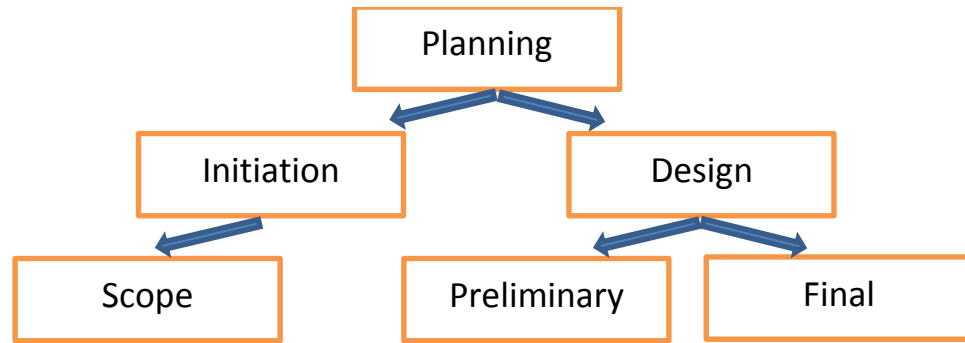 Planning
Initiation
Design
Scope
Preliminary
Final